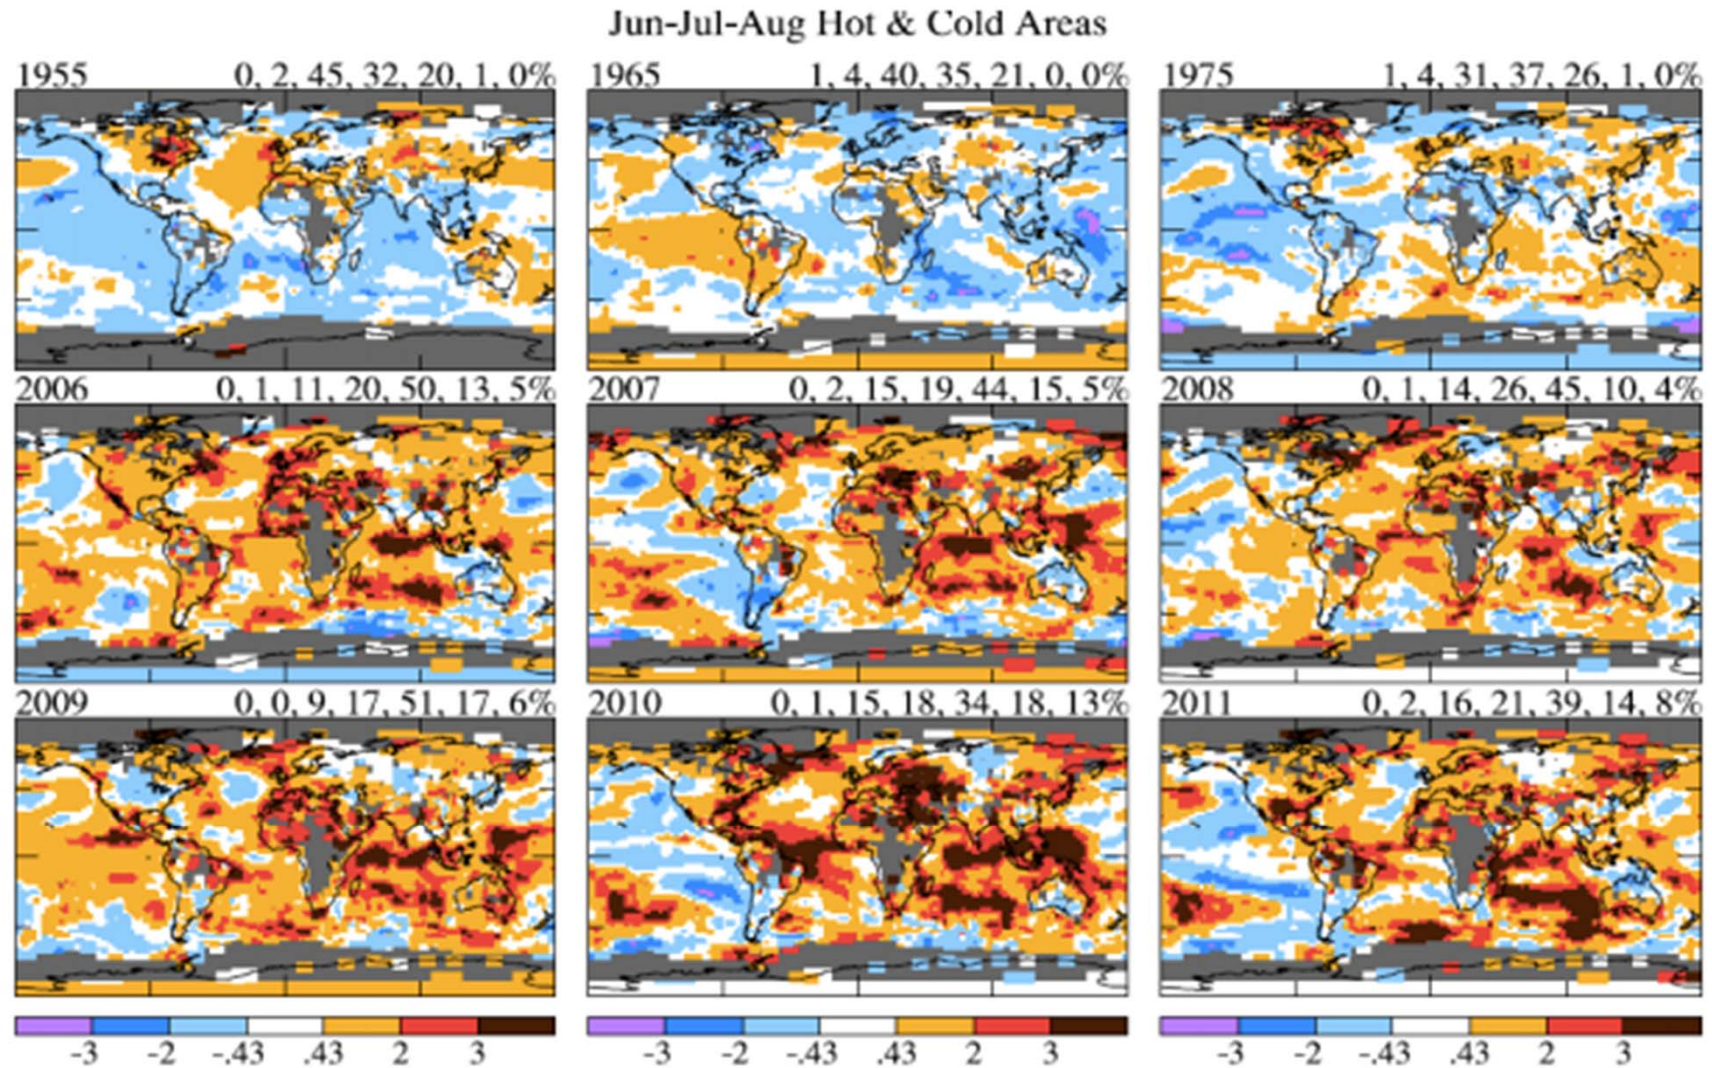 Jun-Jul-Aug Hot & Cold Areas
1955 0, 2, 45, 32, 20, 1, 0% 1965 1, 4, 40, 35, 21, 0, 0% 1975 1, 4, 31, 37, 26, 1, 0%
2006 0, 1, 11, 20, 50, 13, 5% 2007 0, 2, 15, 19, 44, 15, 5% 2008 0, 1, 14, 26, 45, 10, 4%
2009 0, 0, 9, 17, 51, 17, 6% 2010 0, 1, 15, 18, 34, 18, 13% 2011 0, 2, 16, 21, 39, 14, 8%
-3 -2 -.43 .43 2 3 -3 -2 -.43 .43 2 3 -3 -2 -.43 .43 2 3